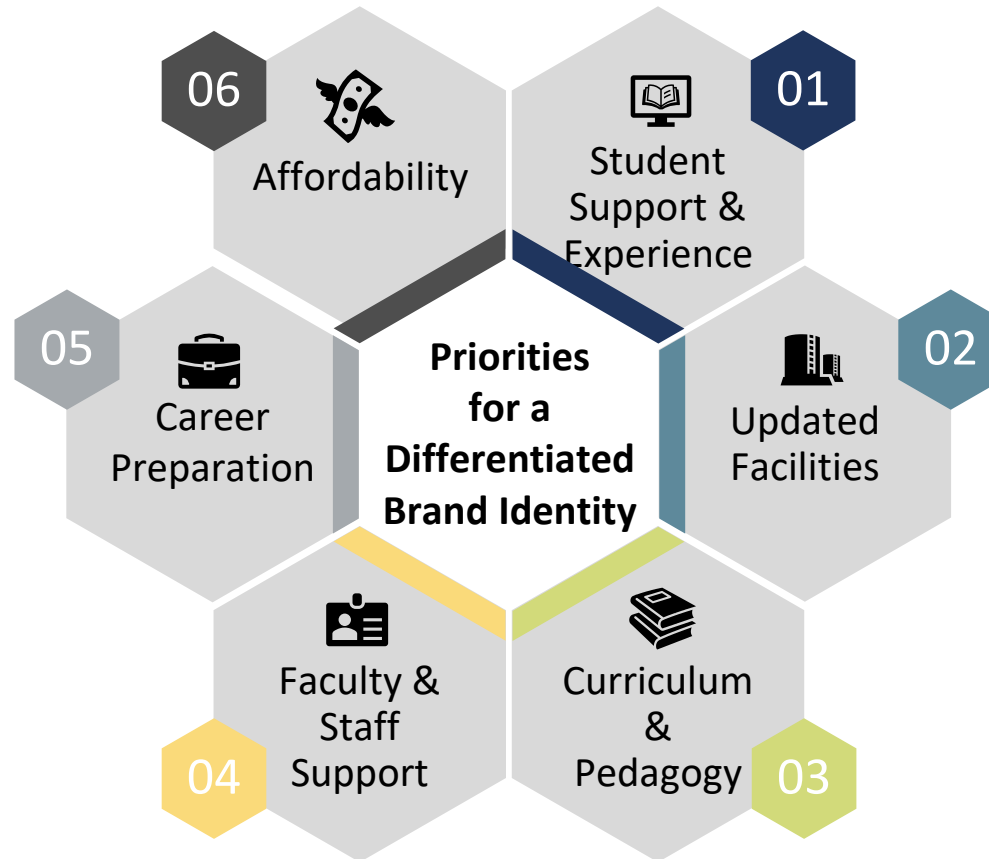 Priorities
for a
Differentiated
Brand Identity
01
Student
Support &
Experience
02
Updated
Facilities
03
Curriculum
&
Pedagogy
04
Faculty &
Staff
Support
05
Career
Preparation
06
Affordability